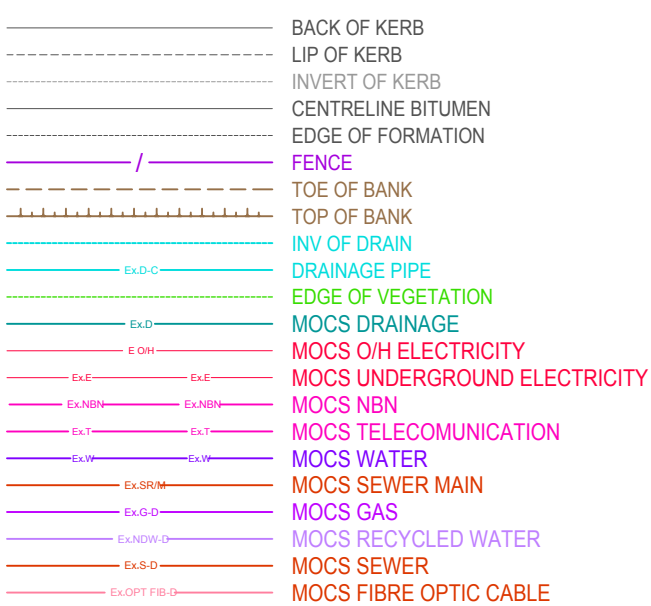 BACK OF KERB
LIP OF KERB
INVERT OF KERB
CENTRELINE BITUMEN
EDGE OF FORMATION
/ FENCE
TOE OF BANK
TOP OF BANK
INV OF DRAIN
Ex.D-C DRAINAGE PIPE
EDGE OF VEGETATION
Ex.D MOCS DRAINAGE
E O/H MOCS O/H ELECTRICITY
Ex.E Ex.E MOCS UNDERGROUND ELECTRICITY
Ex.NBN Ex.NBN MOCS NBN
Ex.T Ex.T MOCS TELECOMUNICATION
Ex.W Ex.W MOCS WATER
Ex.SR/M MOCS SEWER MAIN
Ex.G-D MOCS GAS
Ex.NDW-D MOCS RECYCLED WATER
Ex.S-D MOCS SEWER
Ex.OPT FIB-D MOCS FIBRE OPTIC CABLE